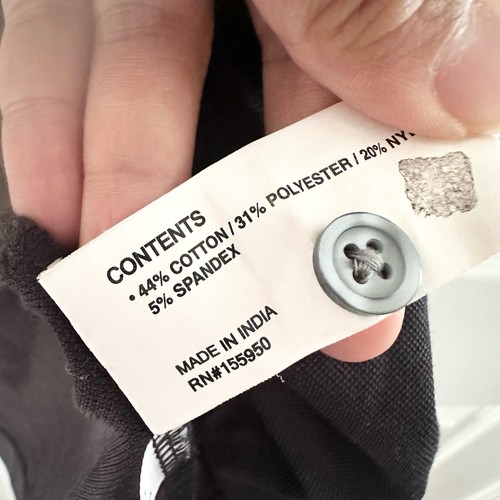 CONTENTS
• 44% COTTON / 31% POLYESTER / 20%
5% SPANDEX
MADE IN INDIA
RN#155950